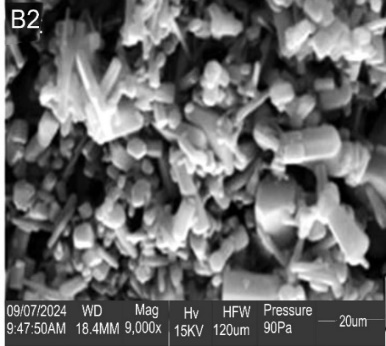 B2
09/07/2024 WD Mag Hv HFW Pressure
9:47:50AM 18.4MM 9,000x 15KV 120um 90Pa 20um